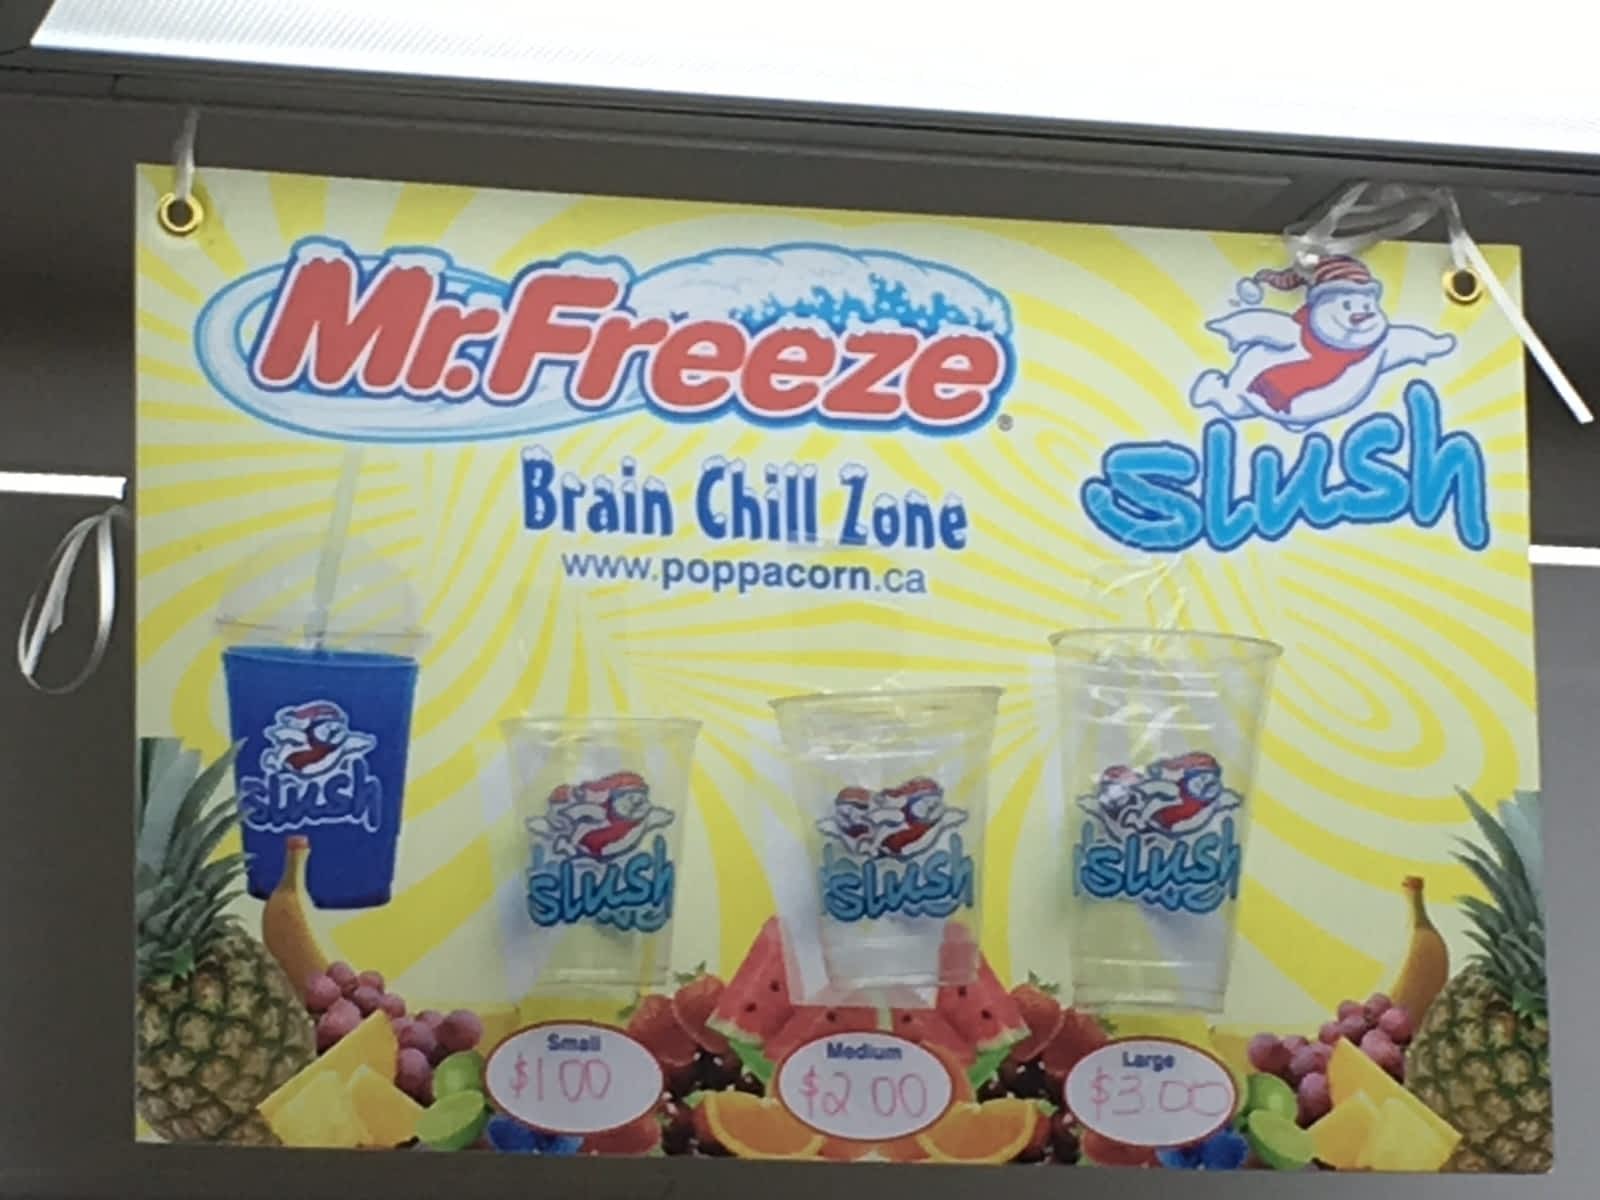 Mr. Freeze®
Slush
Brain Chill Zone
www.poppacorn.ca
slush
slush
slush
slush
Small
$1 00
Medium
$2 00
Large
$3.00